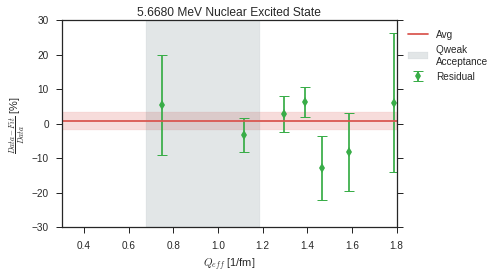 5.6680 MeV Nuclear Excited State
30
20
10
0
−10
−20
−30
Data − Fit
Data
[%]
0.4 0.6 0.8 1.0 1.2 1.4 1.6 1.8
Q_eff [1/fm]
Avg
Qweak
Acceptance
Residual